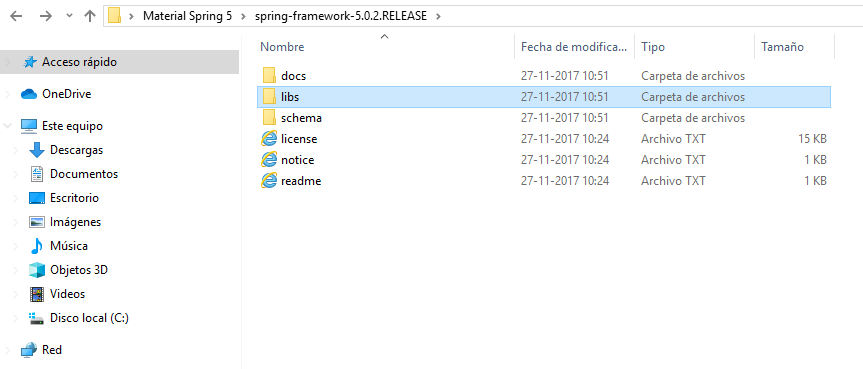 Material Spring 5 > spring-framework-5.0.2.RELEASE >
Nombre Fecha de modifica... Tipo Tamaño
Acceso rápido
OneDrive
Este equipo
Descargas
Documentos
Escritorio
Imágenes
Música
Objetos 3D
Videos
Disco local (C:)
Red
docs 27-11-2017 10:51 Carpeta de archivos
libs 27-11-2017 10:51 Carpeta de archivos
schema 27-11-2017 10:51 Carpeta de archivos
license 27-11-2017 10:24 Archivo TXT 15 KB
notice 27-11-2017 10:24 Archivo TXT 1 KB
readme 27-11-2017 10:24 Archivo TXT 1 KB